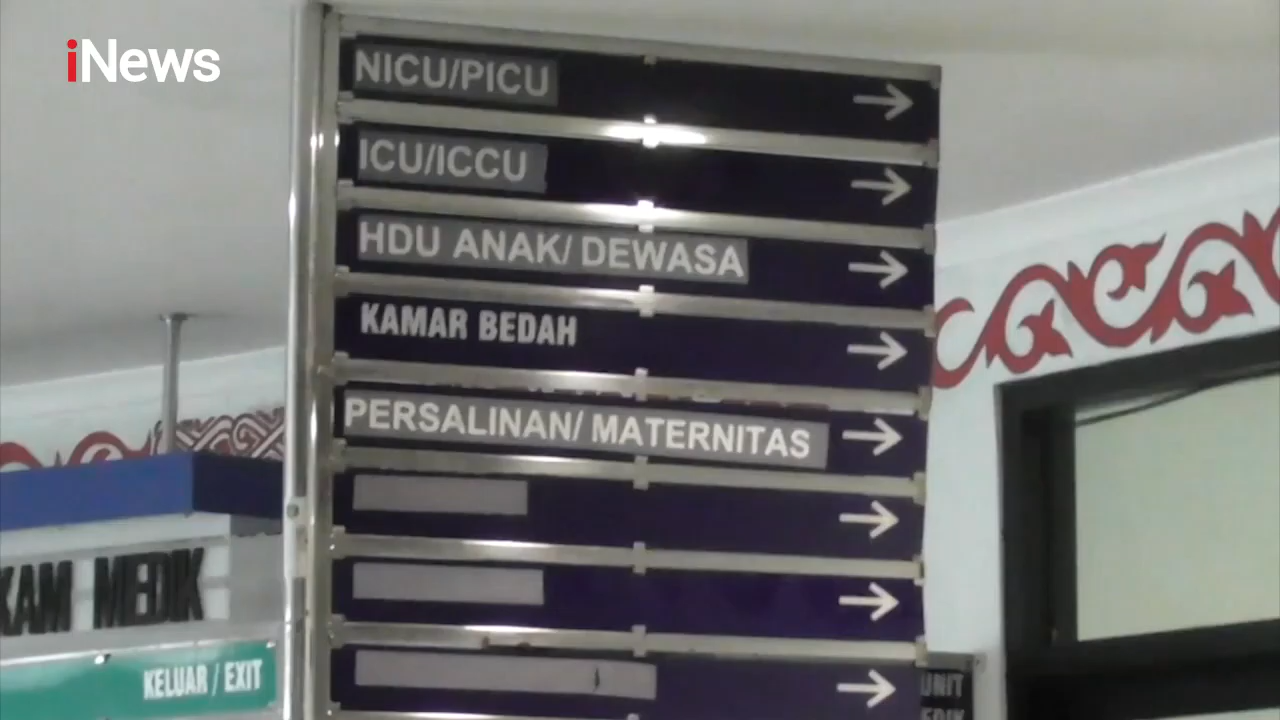 iNews
NICU/PICU
ICU/ICCU
HDU ANAK/ DEWASA
KAMAR BEDAH
PERSALINAN/ MATERNITAS
KAM MEDIK
KELUAR / EXIT
UNIT